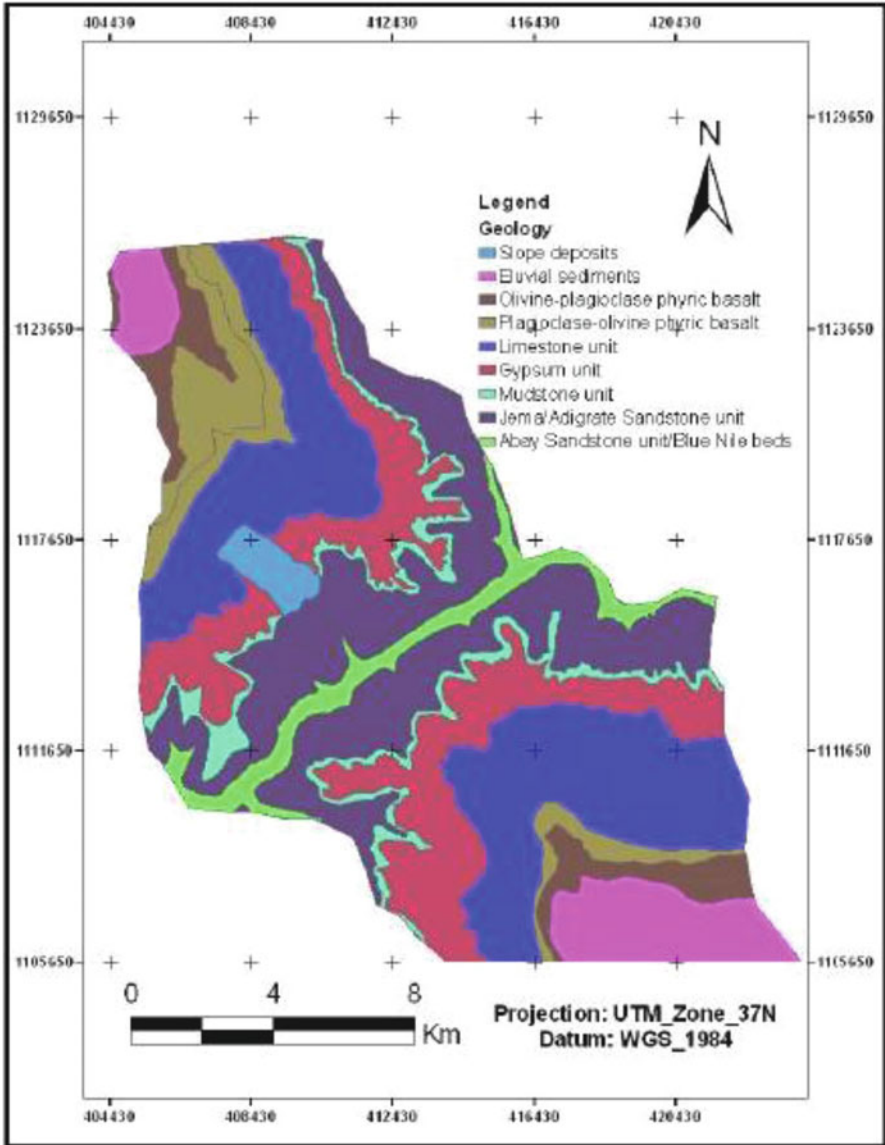 404430 408430 412430 416430 420430
1129650 1129650
N
Legend
Geology
Slope deposits
Eluvial sediments
Olivine-plagioclase phyric basalt
Plagioclase-olivine phyric basalt
1123650 1123650
Limestone unit
Gypsum unit
Mudstone unit
Jema/Adigrate Sandstone unit
Abay Sandstone unit/Blue Nile beds
1117650 1117650
1111650 1111650
1105650 1105650
0 4 8
Km
Projection: UTM_Zone_37N
Datum: WGS_1984
404430 408430 412430 416430 420430